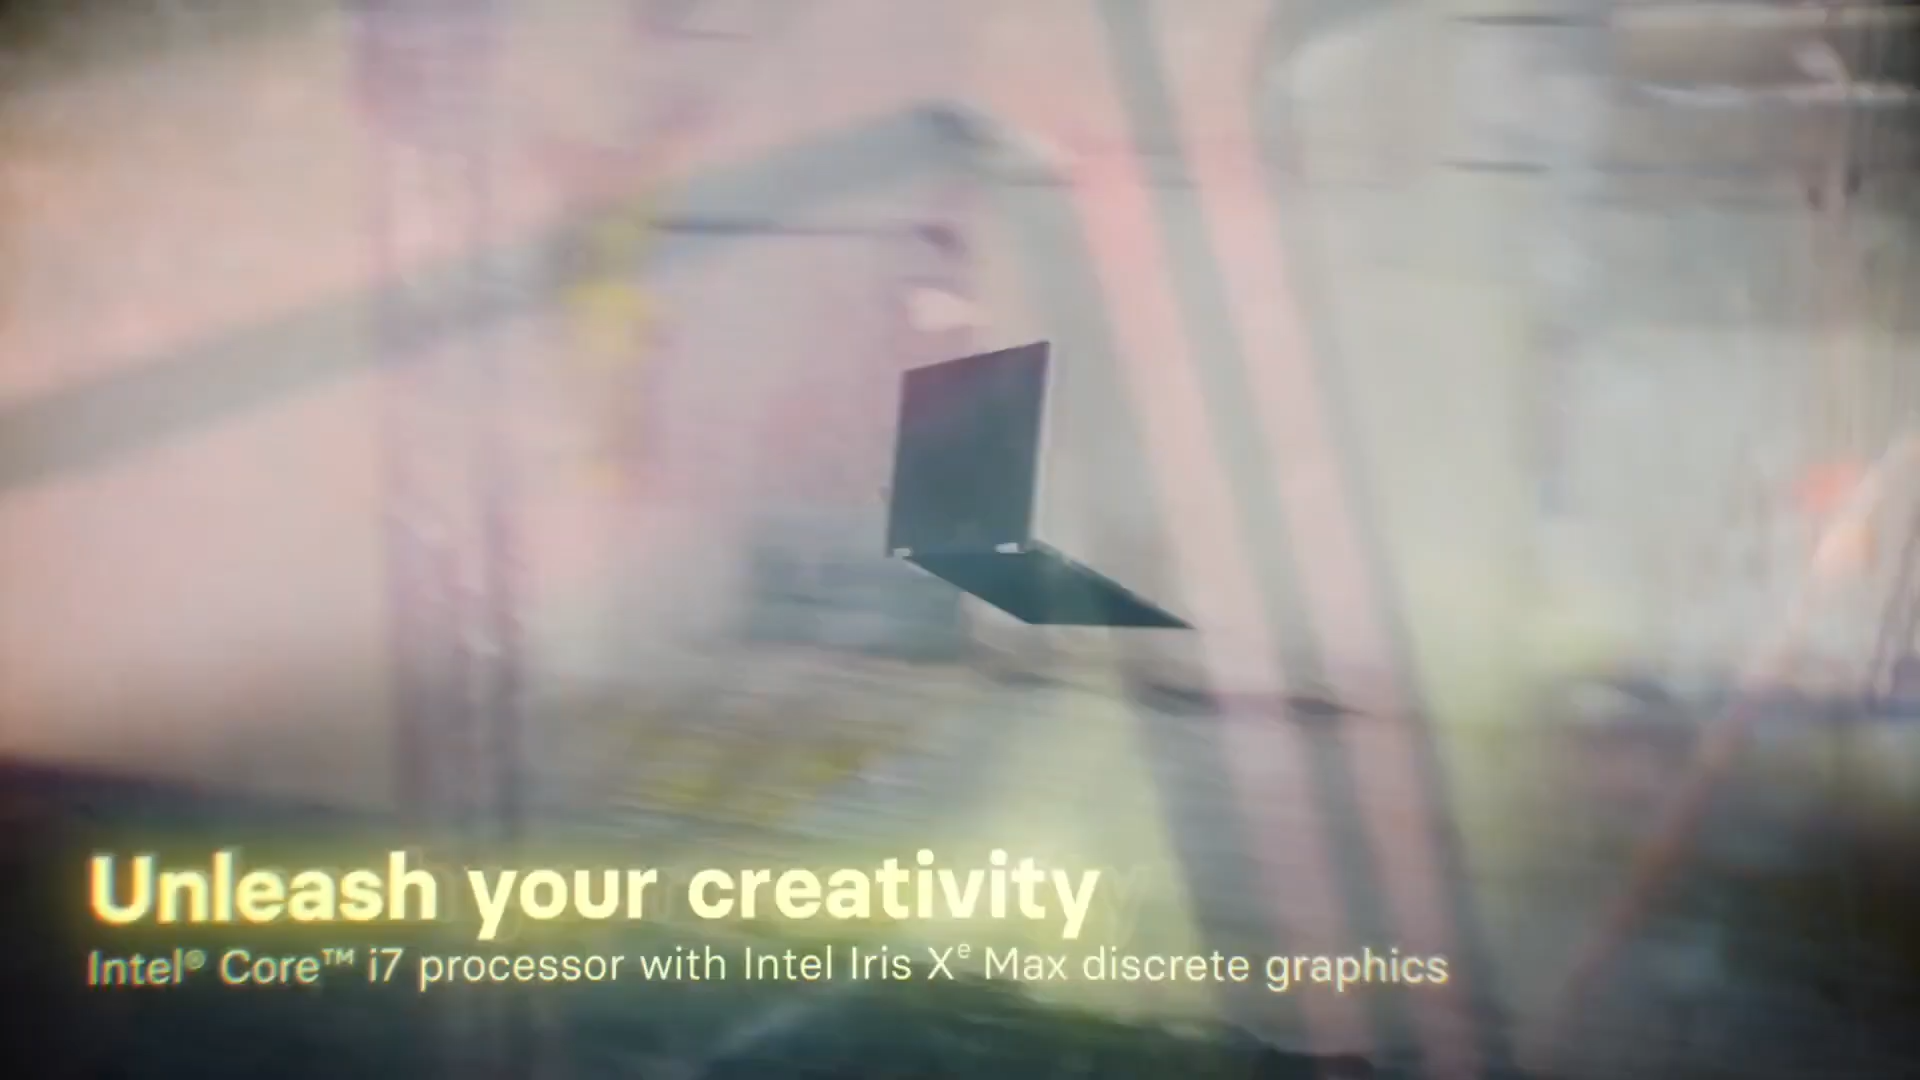 Unleash your creativity
Intel® Core™ i7 processor with Intel Iris Xᵉ Max discrete graphics